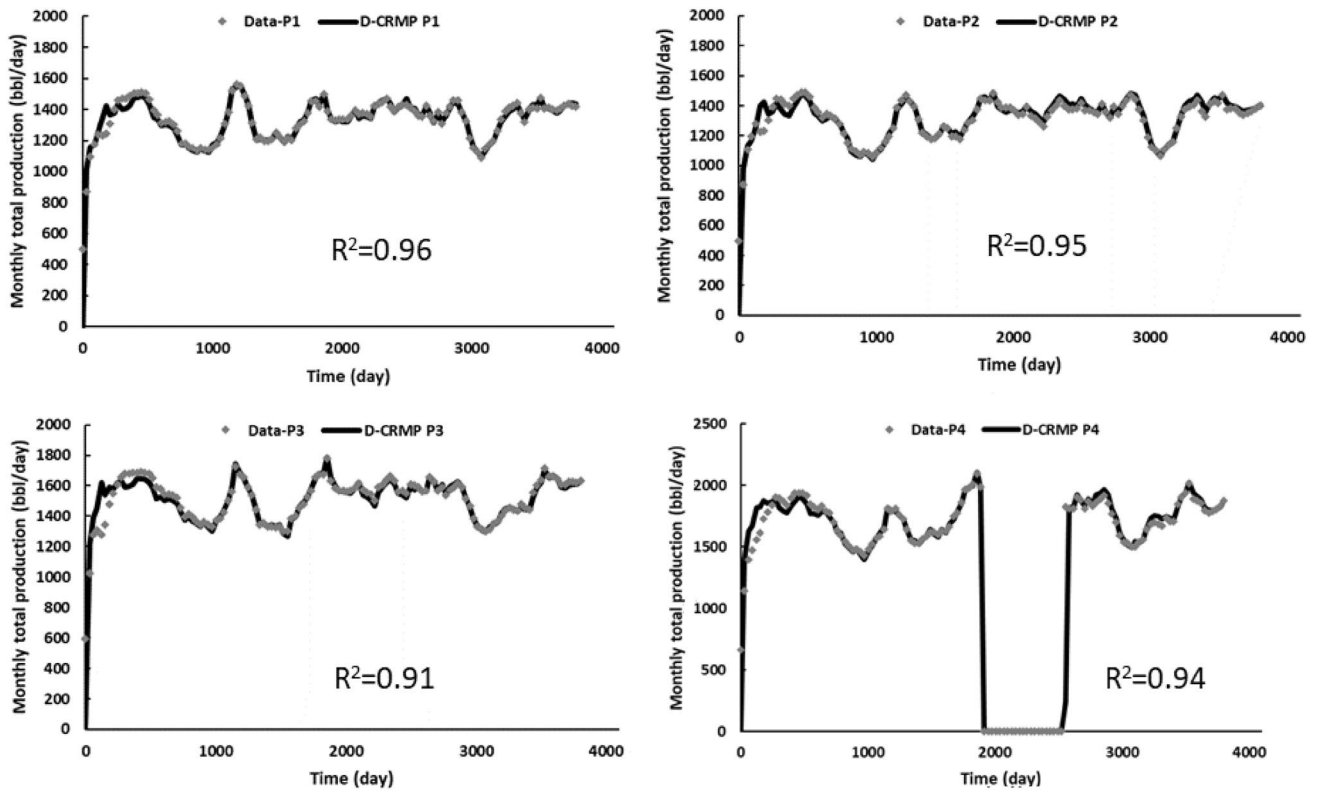 Data-P1 D-CRMP P1
Monthly total production (bbl/day)
2000
1800
1600
1400
1200
1000
800
600
400
200
0
R²=0.96
0 1000 2000 3000 4000
Time (day)
Data-P2 D-CRMP P2
Monthly total production (bbl/day)
2000
1800
1600
1400
1200
1000
800
600
400
200
0
R²=0.95
0 1000 2000 3000 4000
Time (day)
Data-P3 D-CRMP P3
Monthly total production (bbl/day)
2000
1800
1600
1400
1200
1000
800
600
400
200
0
R²=0.91
0 1000 2000 3000 4000
Time (day)
Data-P4 D-CRMP P4
Monthly total production (bbl/day)
2500
2000
1500
1000
500
0
R²=0.94
0 1000 2000 3000 4000
Time (day)